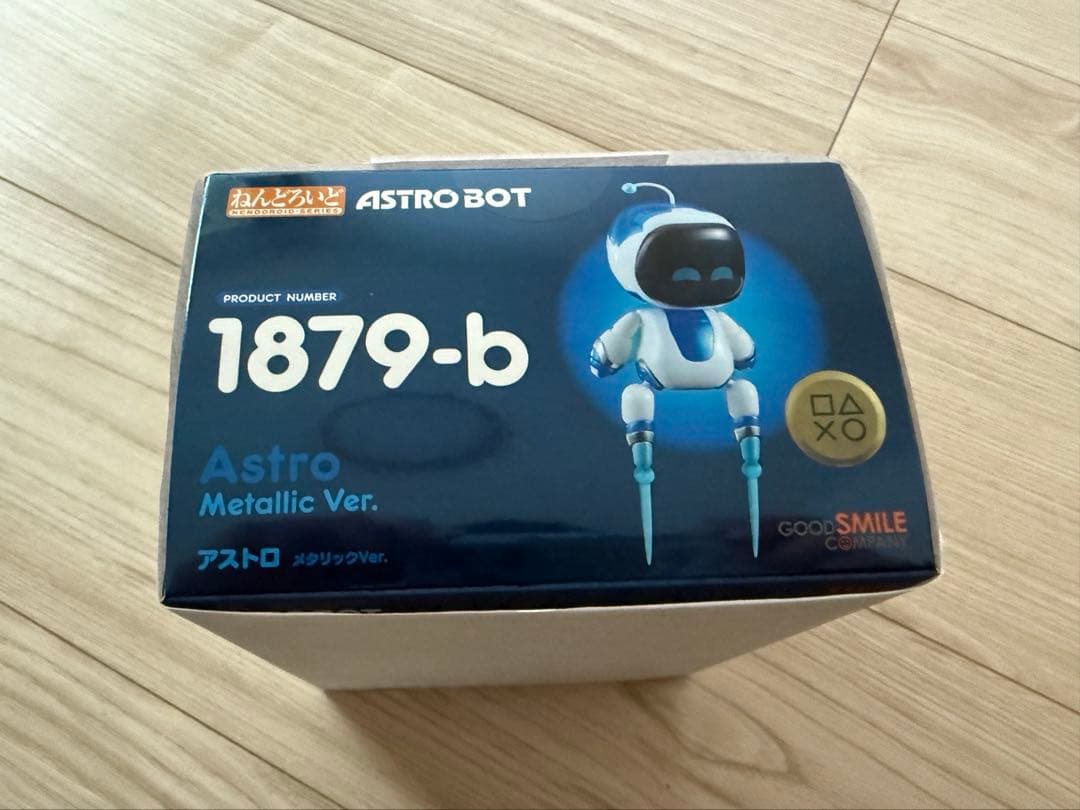 ねんどろいど
NENDOROID-SERIES
ASTRO BOT
PRODUCT NUMBER
1879-b
Astro
Metallic Ver.
アストロ メタリックVer.
GOOD SMILE
COMPANY